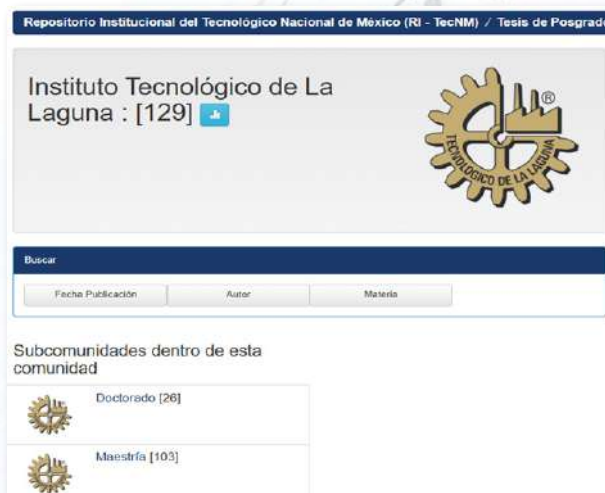 Repositorio Institucional del Tecnológico Nacional de México (RI - TecNM) / Tesis de Posgrado
Instituto Tecnológico de La
Laguna : [129]
®
TECNOLOGICO DE LA LAGUNA
Buscar
Fecha Publicación Autor Materia
Subcomunidades dentro de esta
comunidad
Doctorado [26]
Maestría [103]